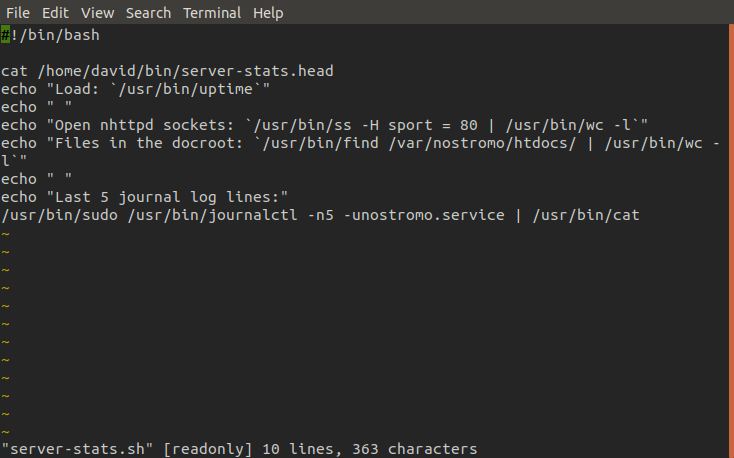 File Edit View Search Terminal Help
#!/bin/bash

cat /home/david/bin/server-stats.head
echo "Load: `/usr/bin/uptime`"
echo " "
echo "Open nhttpd sockets: `/usr/bin/ss -H sport = 80 | /usr/bin/wc -l`"
echo "Files in the docroot: `/usr/bin/find /var/nostromo/htdocs/ | /usr/bin/wc -
l`"
echo " "
echo "Last 5 journal log lines:"
/usr/bin/sudo /usr/bin/journalctl -n5 -unostromo.service | /usr/bin/cat
~
~
~
~
~
~
~
~
~
~
~
~
"server-stats.sh" [readonly] 10 lines, 363 characters